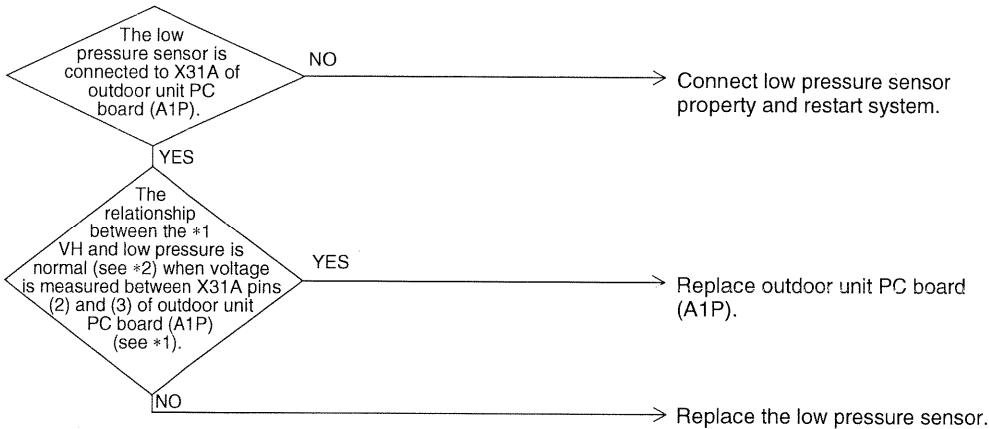 The low
pressure sensor is
connected to X31A of
outdoor unit PC
board (A1P).
NO
Connect low pressure sensor
property and restart system.
YES
The
relationship
between the *1
VH and low pressure is
normal (see *2) when voltage
is measured between X31A pins
(2) and (3) of outdoor unit
PC board (A1P)
(see *1).
YES
Replace outdoor unit PC board
(A1P).
NO
Replace the low pressure sensor.